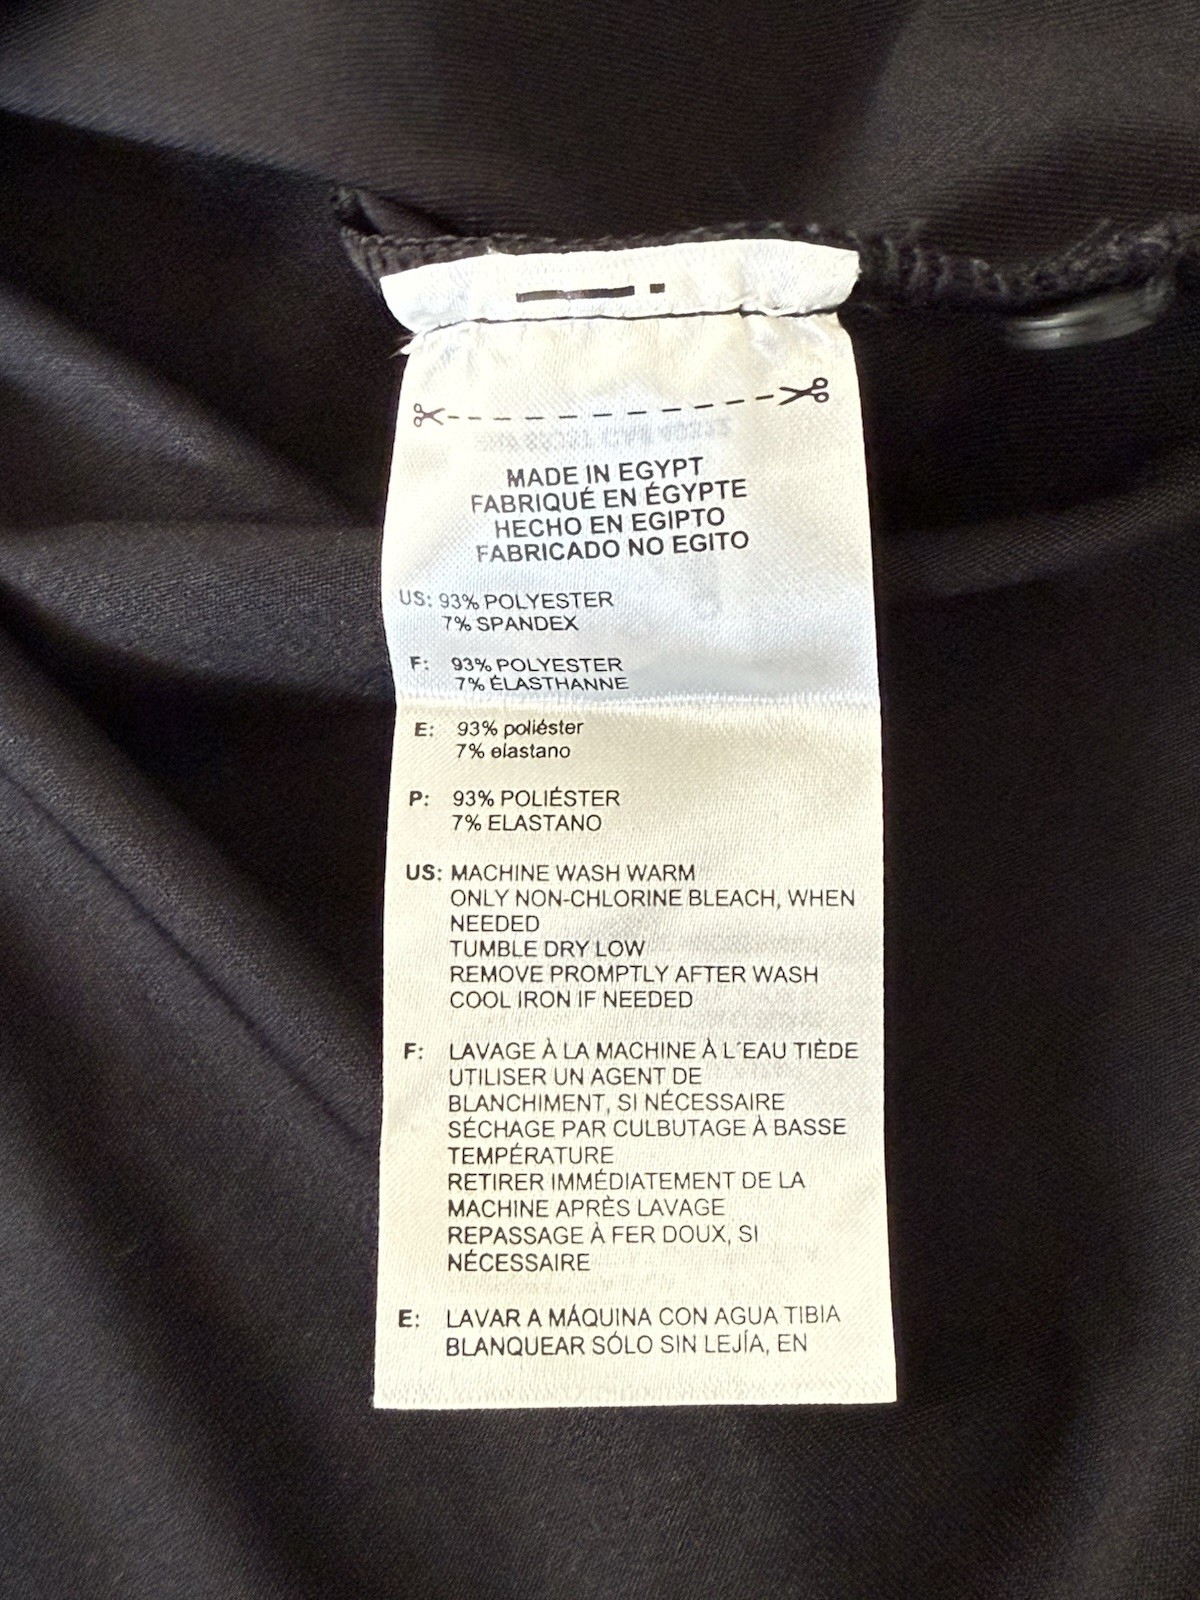 MADE IN EGYPT
FABRIQUÉ EN ÉGYPTE
HECHO EN EGIPTO
FABRICADO NO EGITO
US: 93% POLYESTER
7% SPANDEX
F: 93% POLYESTER
7% ÉLASTHANNE
E: 93% poliéster
7% elastano
P: 93% POLIÉSTER
7% ELASTANO
US: MACHINE WASH WARM
ONLY NON-CHLORINE BLEACH, WHEN
NEEDED
TUMBLE DRY LOW
REMOVE PROMPTLY AFTER WASH
COOL IRON IF NEEDED
F: LAVAGE À LA MACHINE À L´EAU TIÈDE
UTILISER UN AGENT DE
BLANCHIMENT, SI NÉCESSAIRE
SÉCHAGE PAR CULBUTAGE À BASSE
TEMPÉRATURE
RETIRER IMMÉDIATEMENT DE LA
MACHINE APRÈS LAVAGE
REPASSAGE À FER DOUX, SI
NÉCESSAIRE
E: LAVAR A MÁQUINA CON AGUA TIBIA
BLANQUEAR SÓLO SIN LEJÍA, EN